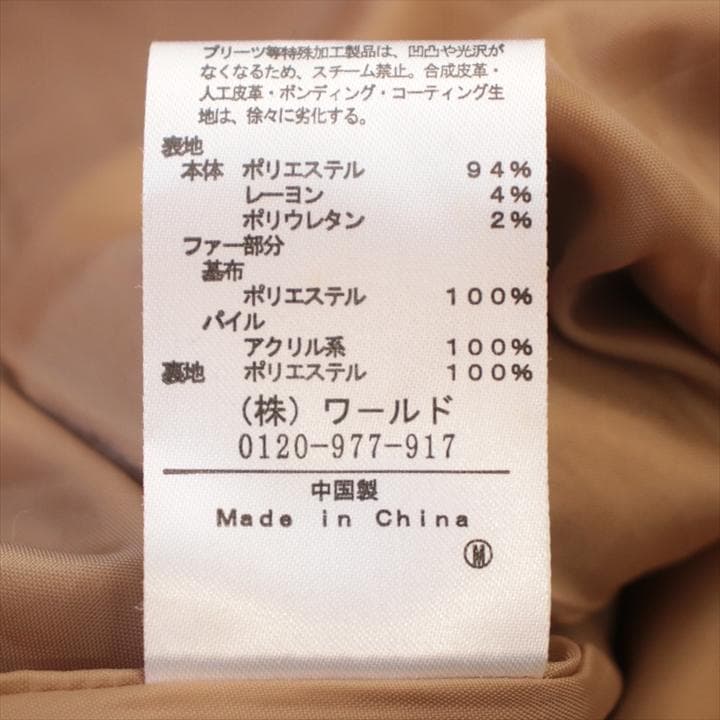 プリーツ等特殊加工製品は、凹凸や光沢が
なくなるため、スチーム禁止。合成皮革・
人工皮革・ボンディング・コーティング生
地は、徐々に劣化する。
表地
本体 ポリエステル 94%
レーヨン 4%
ポリウレタン 2%
ファー部分
基布
ポリエステル 100%
パイル
アクリル系 100%
裏地 ポリエステル 100%
(株) ワールド
0120-977-917
中国製
Made in China
Ⓜ